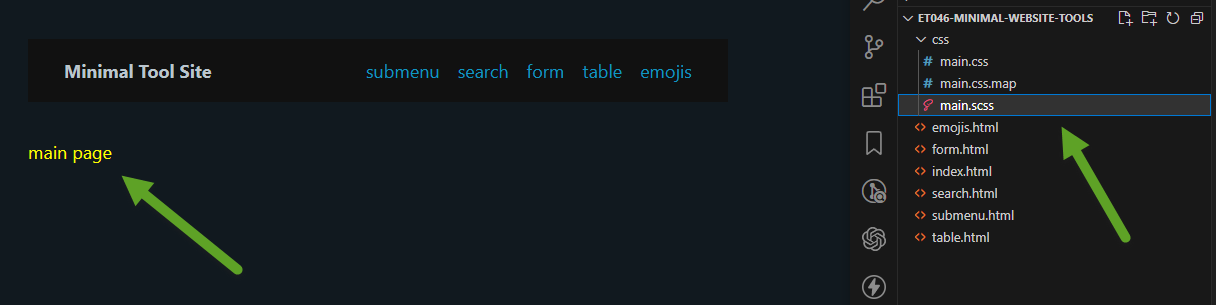 Minimal Tool Site submenu search form table emojis
main page
ET046-MINIMAL-WEBSITE-TOOLS
css
# main.css
# main.css.map
main.scss
<> emojis.html
<> form.html
<> index.html
<> search.html
<> submenu.html
<> table.html